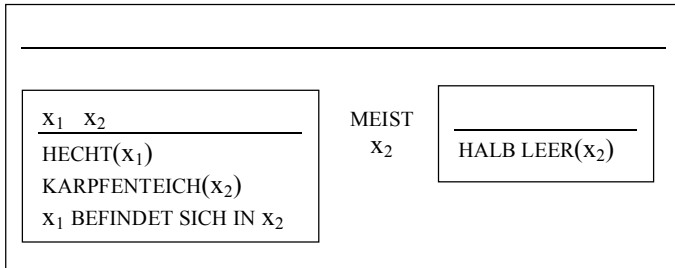 x₁ x₂
HECHT(x₁)
KARPFENTEICH(x₂)
x₁ BEFINDET SICH IN x₂
MEIST
x₂
HALB LEER(x₂)